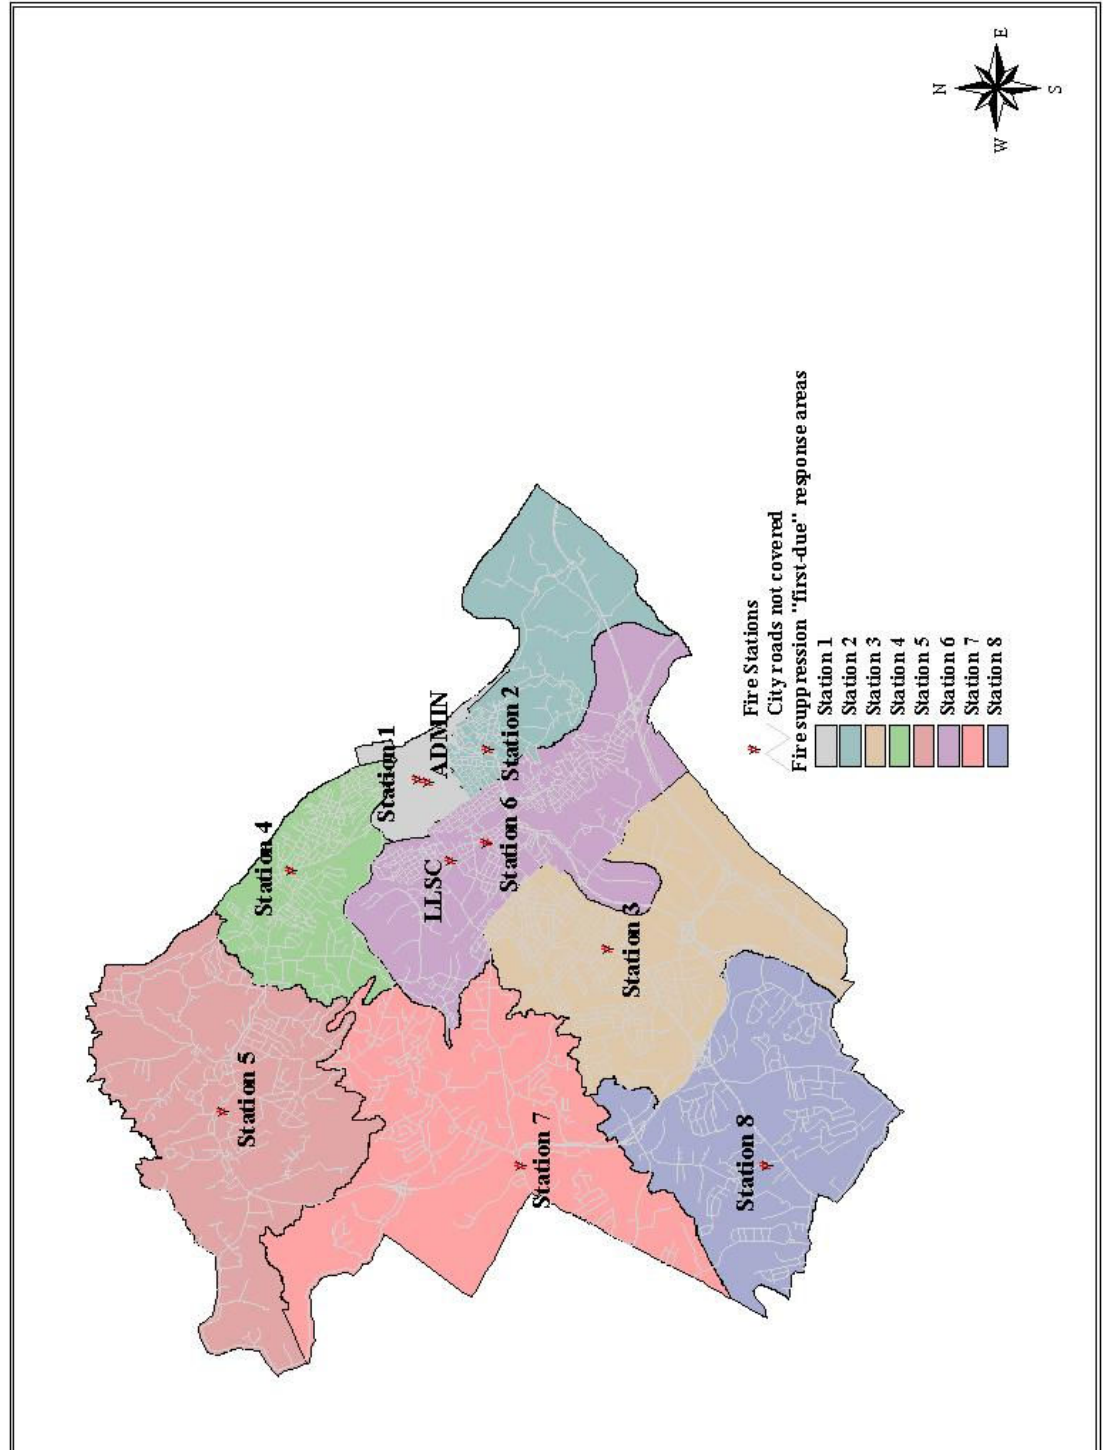 N
E
W
S
Station 5
Station 4
Station 1
ADMIN
LLSC
Station 6
Station 2
Station 7
Station 3
Station 8
Fire Stations
City roads not covered
Fire suppression "first-due" response areas
Station 1
Station 2
Station 3
Station 4
Station 5
Station 6
Station 7
Station 8